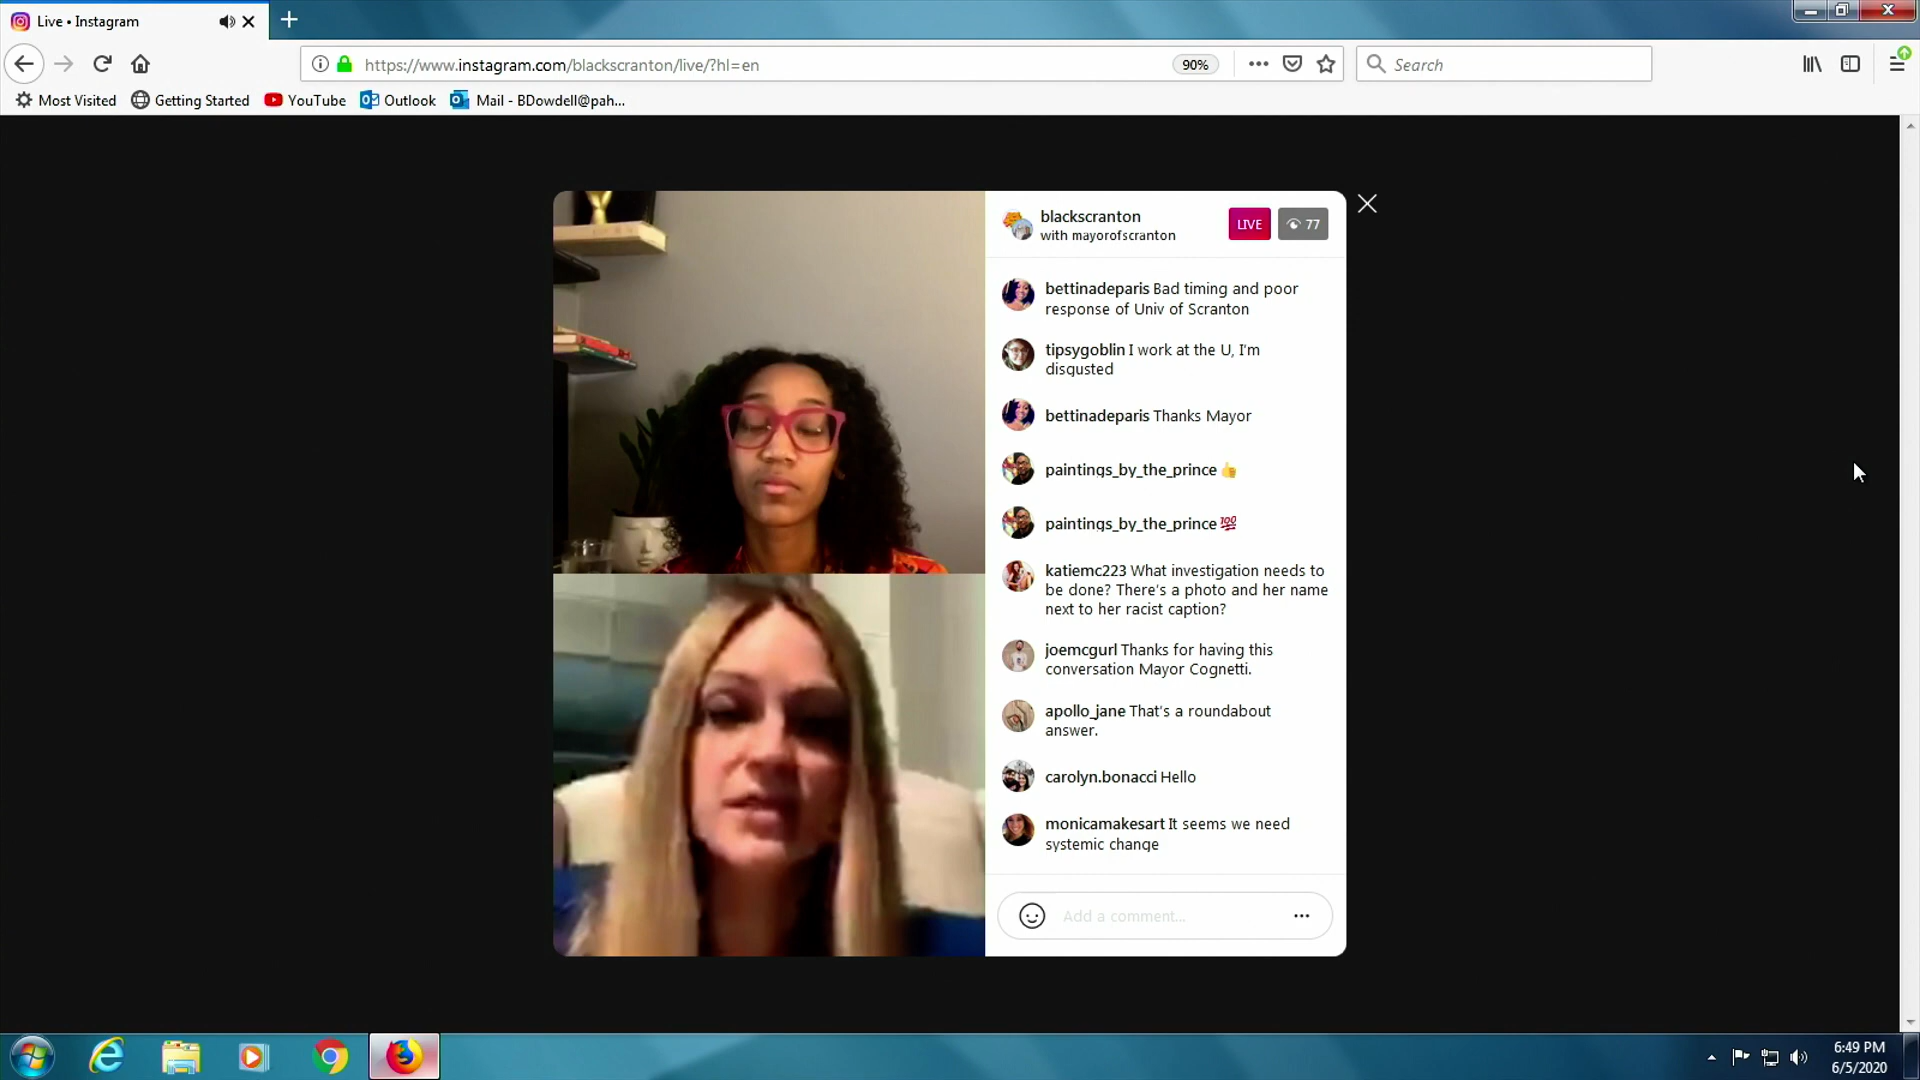 Live • Instagram
https://www.instagram.com/blackscranton/live/?hl=en
90%
Search
Most Visited
Getting Started
YouTube
Outlook
Mail - BDowdell@pah...
blackscranton
with mayorofscranton
LIVE
77
bettinadeparis Bad timing and poor
response of Univ of Scranton
tipsygoblin I work at the U, I'm
disgusted
bettinadeparis Thanks Mayor
paintings_by_the_prince 👍
paintings_by_the_prince 💯
katiemc223 What investigation needs to
be done? There's a photo and her name
next to her racist caption?
joemcgurl Thanks for having this
conversation Mayor Cognetti.
apollo_jane That's a roundabout
answer.
carolyn.bonacci Hello
monicamakesart It seems we need
systemic change
Add a comment...
6:49 PM
6/5/2020